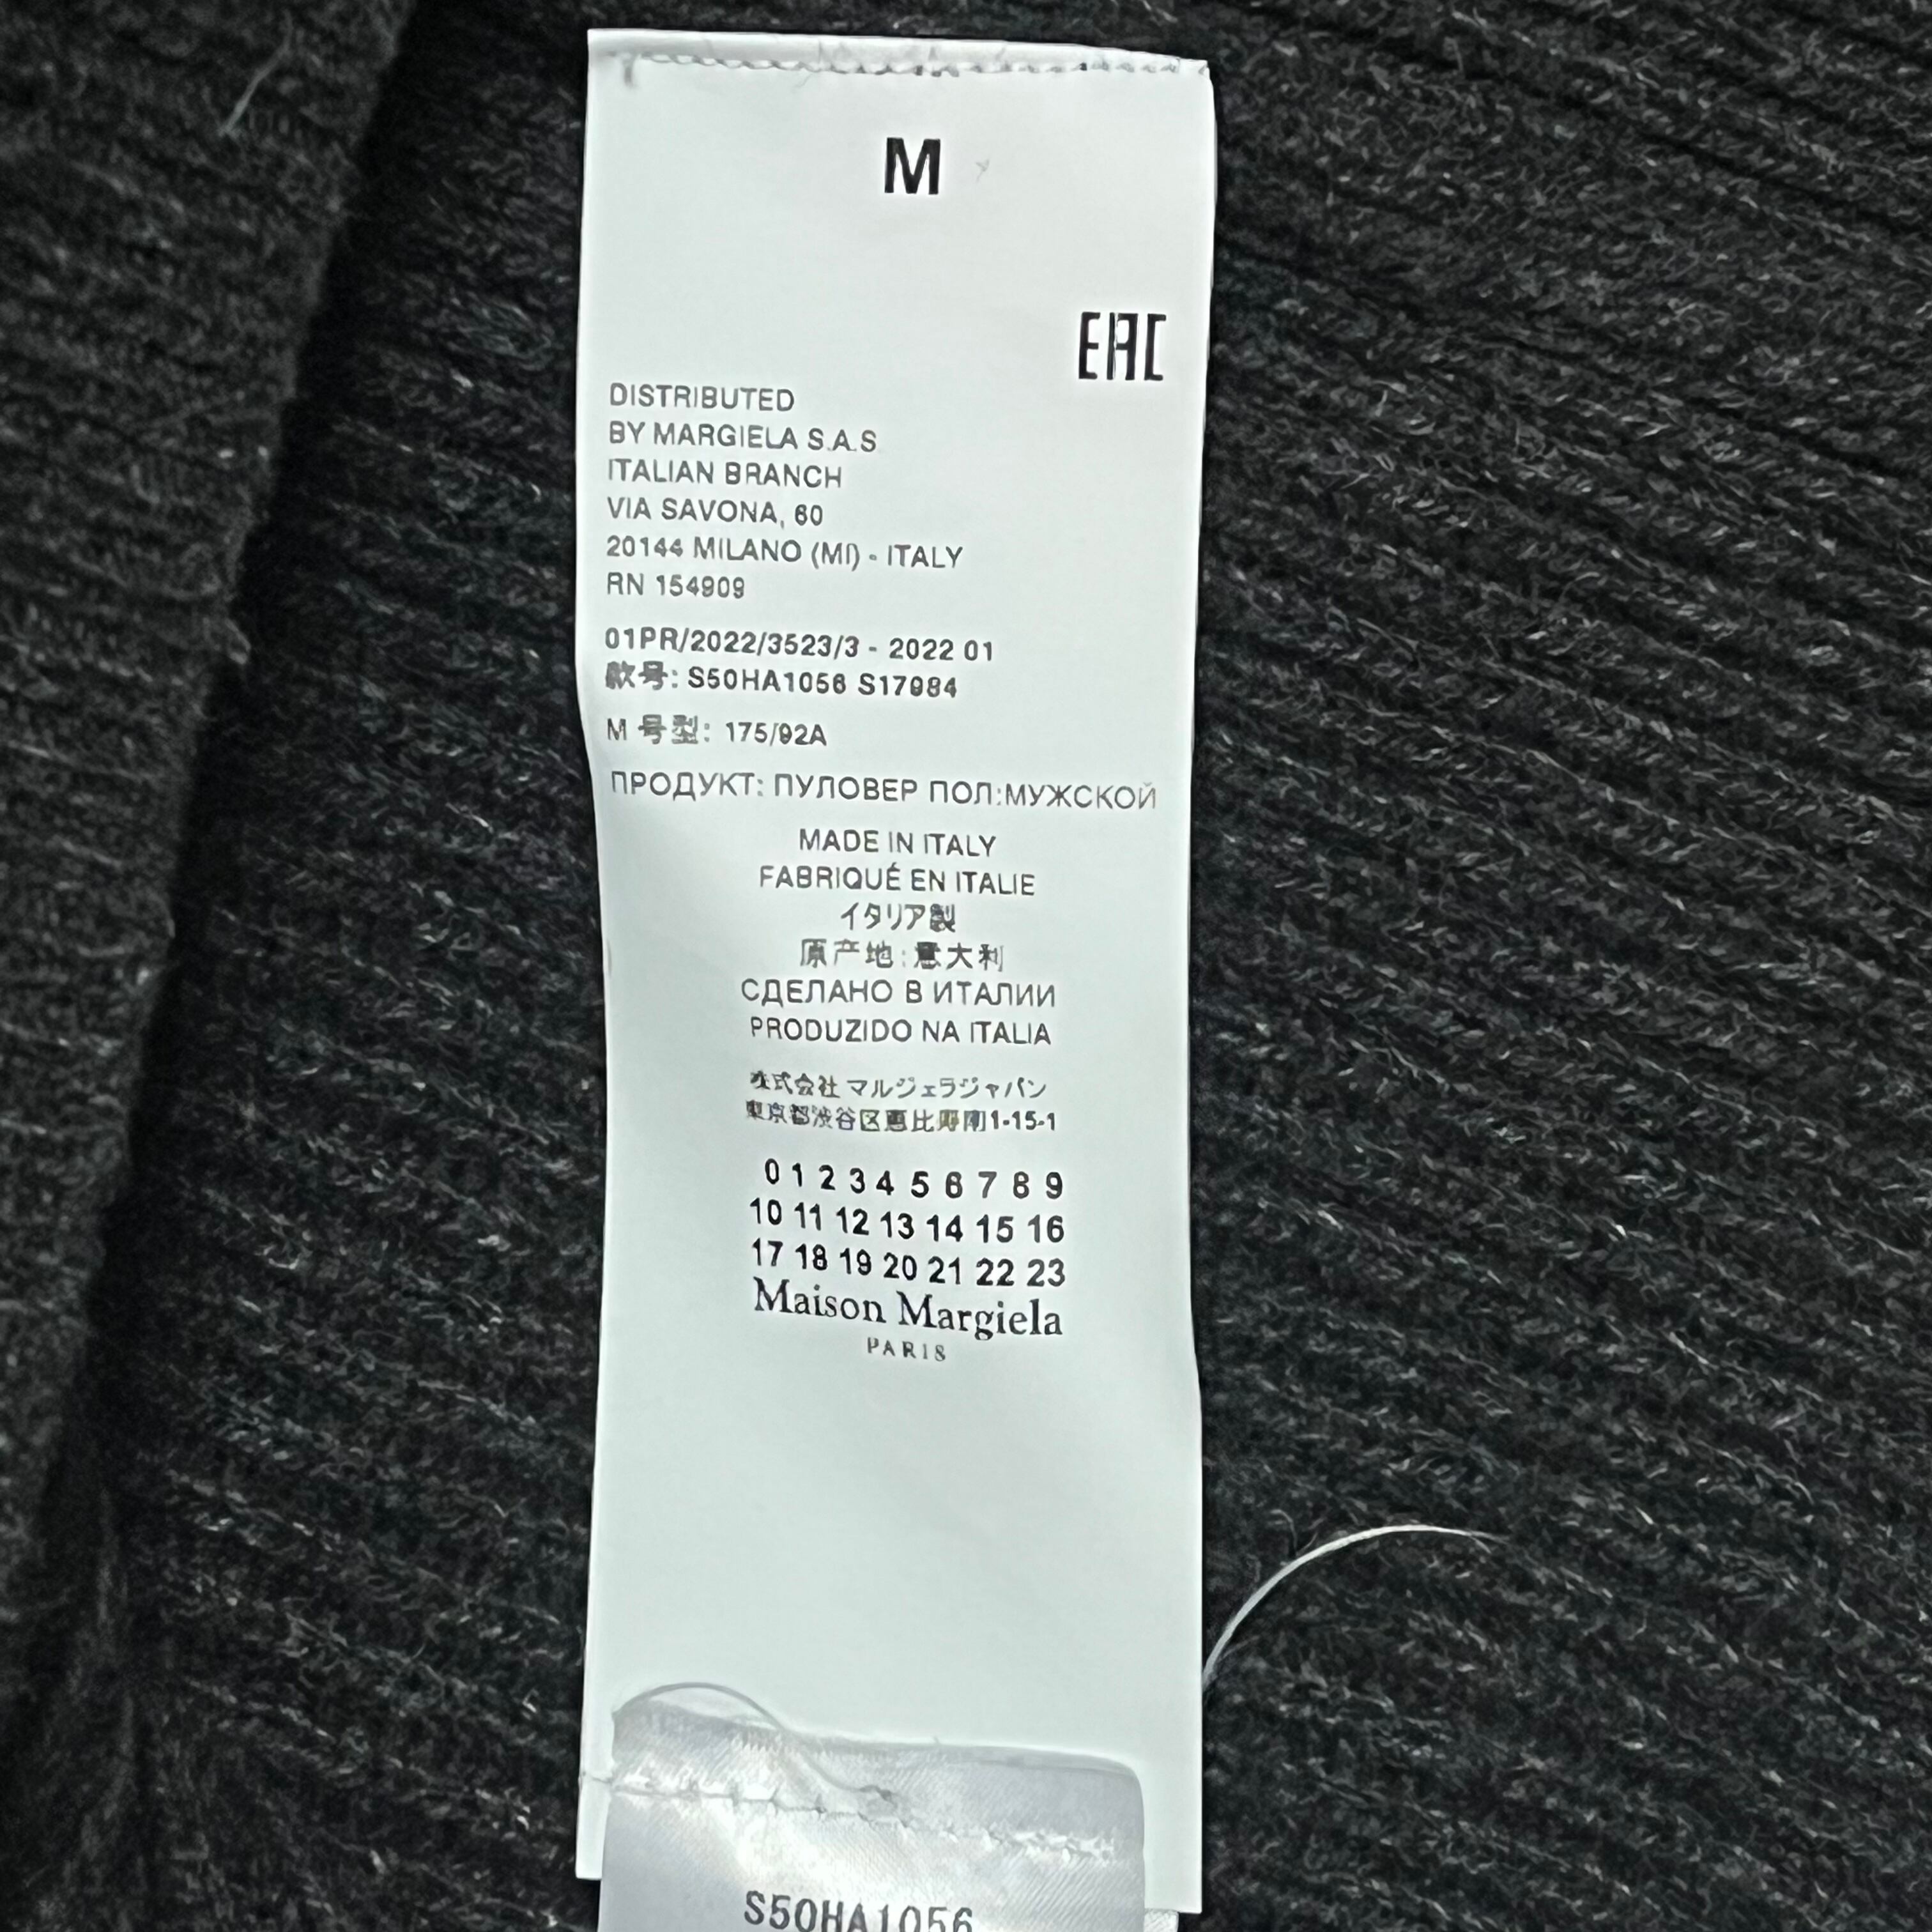 M
EAC
DISTRIBUTED
BY MARGIELA S.A.S
ITALIAN BRANCH
VIA SAVONA, 60
20144 MILANO (MI) - ITALY
RN 154909
01PR/2022/3523/3 - 2022 01
款号: S50HA1056 S17984
M 号型: 175/92A
ПРОДУКТ: ПУЛОВЕР ПОЛ:МУЖСКОЙ
MADE IN ITALY
FABRIQUÉ EN ITALIE
イタリア製
原产地:意大利
СДЕЛАНО В ИТАЛИИ
PRODUZIDO NA ITALIA
株式会社 マルジェラジャパン
東京都渋谷区恵比寿南1-15-1
0 1 2 3 4 5 6 7 8 9
10 11 12 13 14 15 16
17 18 19 20 21 22 23
Maison Margiela
PARIS
S50HA1056